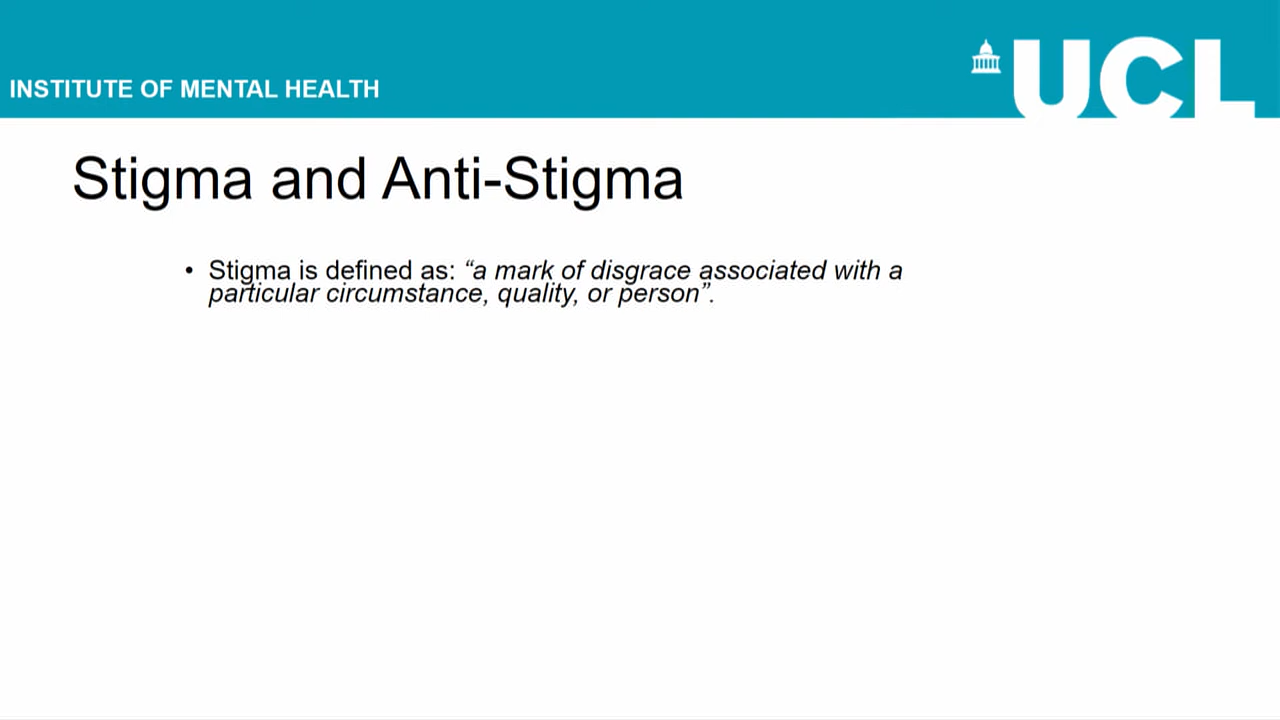 INSTITUTE OF MENTAL HEALTH
UCL
Stigma and Anti-Stigma
• Stigma is defined as: “a mark of disgrace associated with a
particular circumstance, quality, or person”.